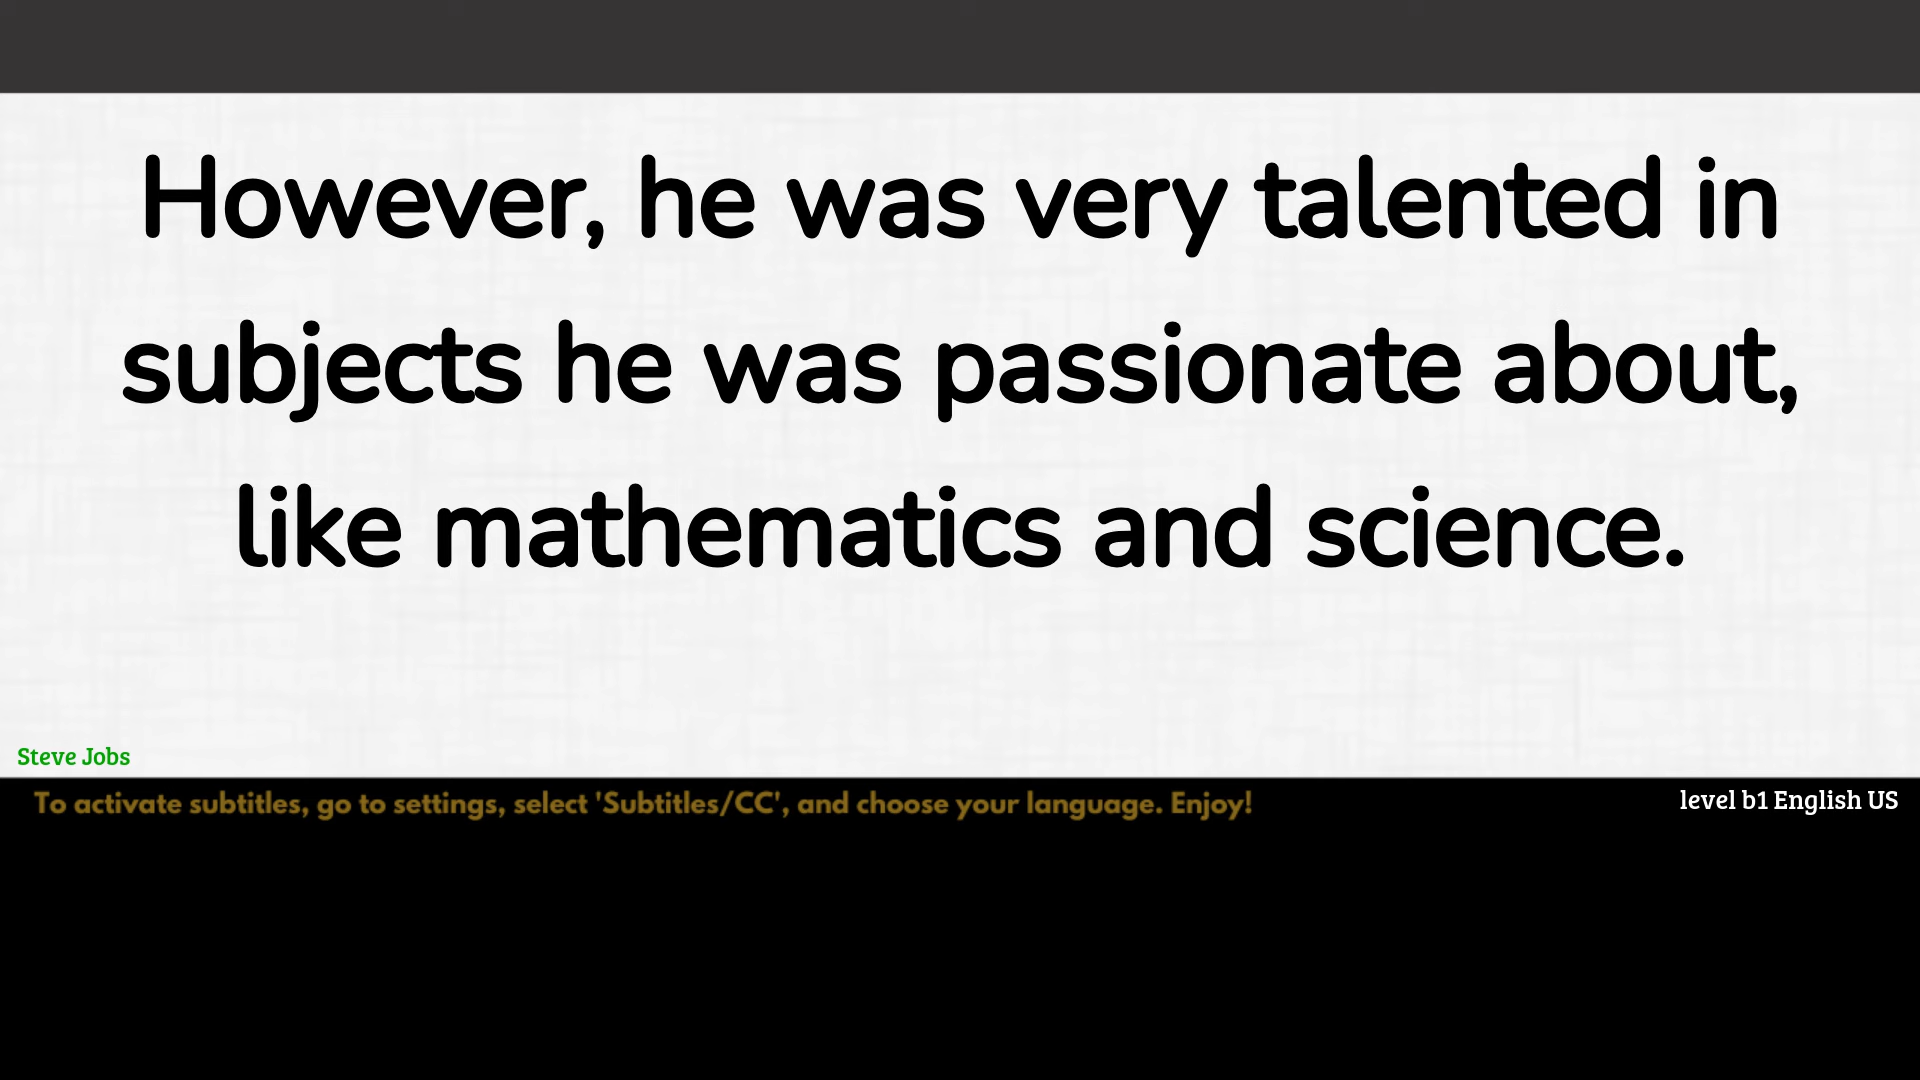 However, he was very talented in
subjects he was passionate about,
like mathematics and science.
Steve Jobs
To activate subtitles, go to settings, select 'Subtitles/CC', and choose your language. Enjoy!
level b1 English US